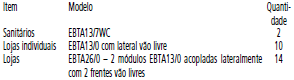 Item Modelo Quanti-
dade
Sanitários EBTA13/7WC 2
Lojas individuais EBTA13/0 com lateral vão livre 10
Lojas EBTA26/0 – 2 módulos EBTA13/0 acopladas lateralmente 14
com 2 frentes vão livres